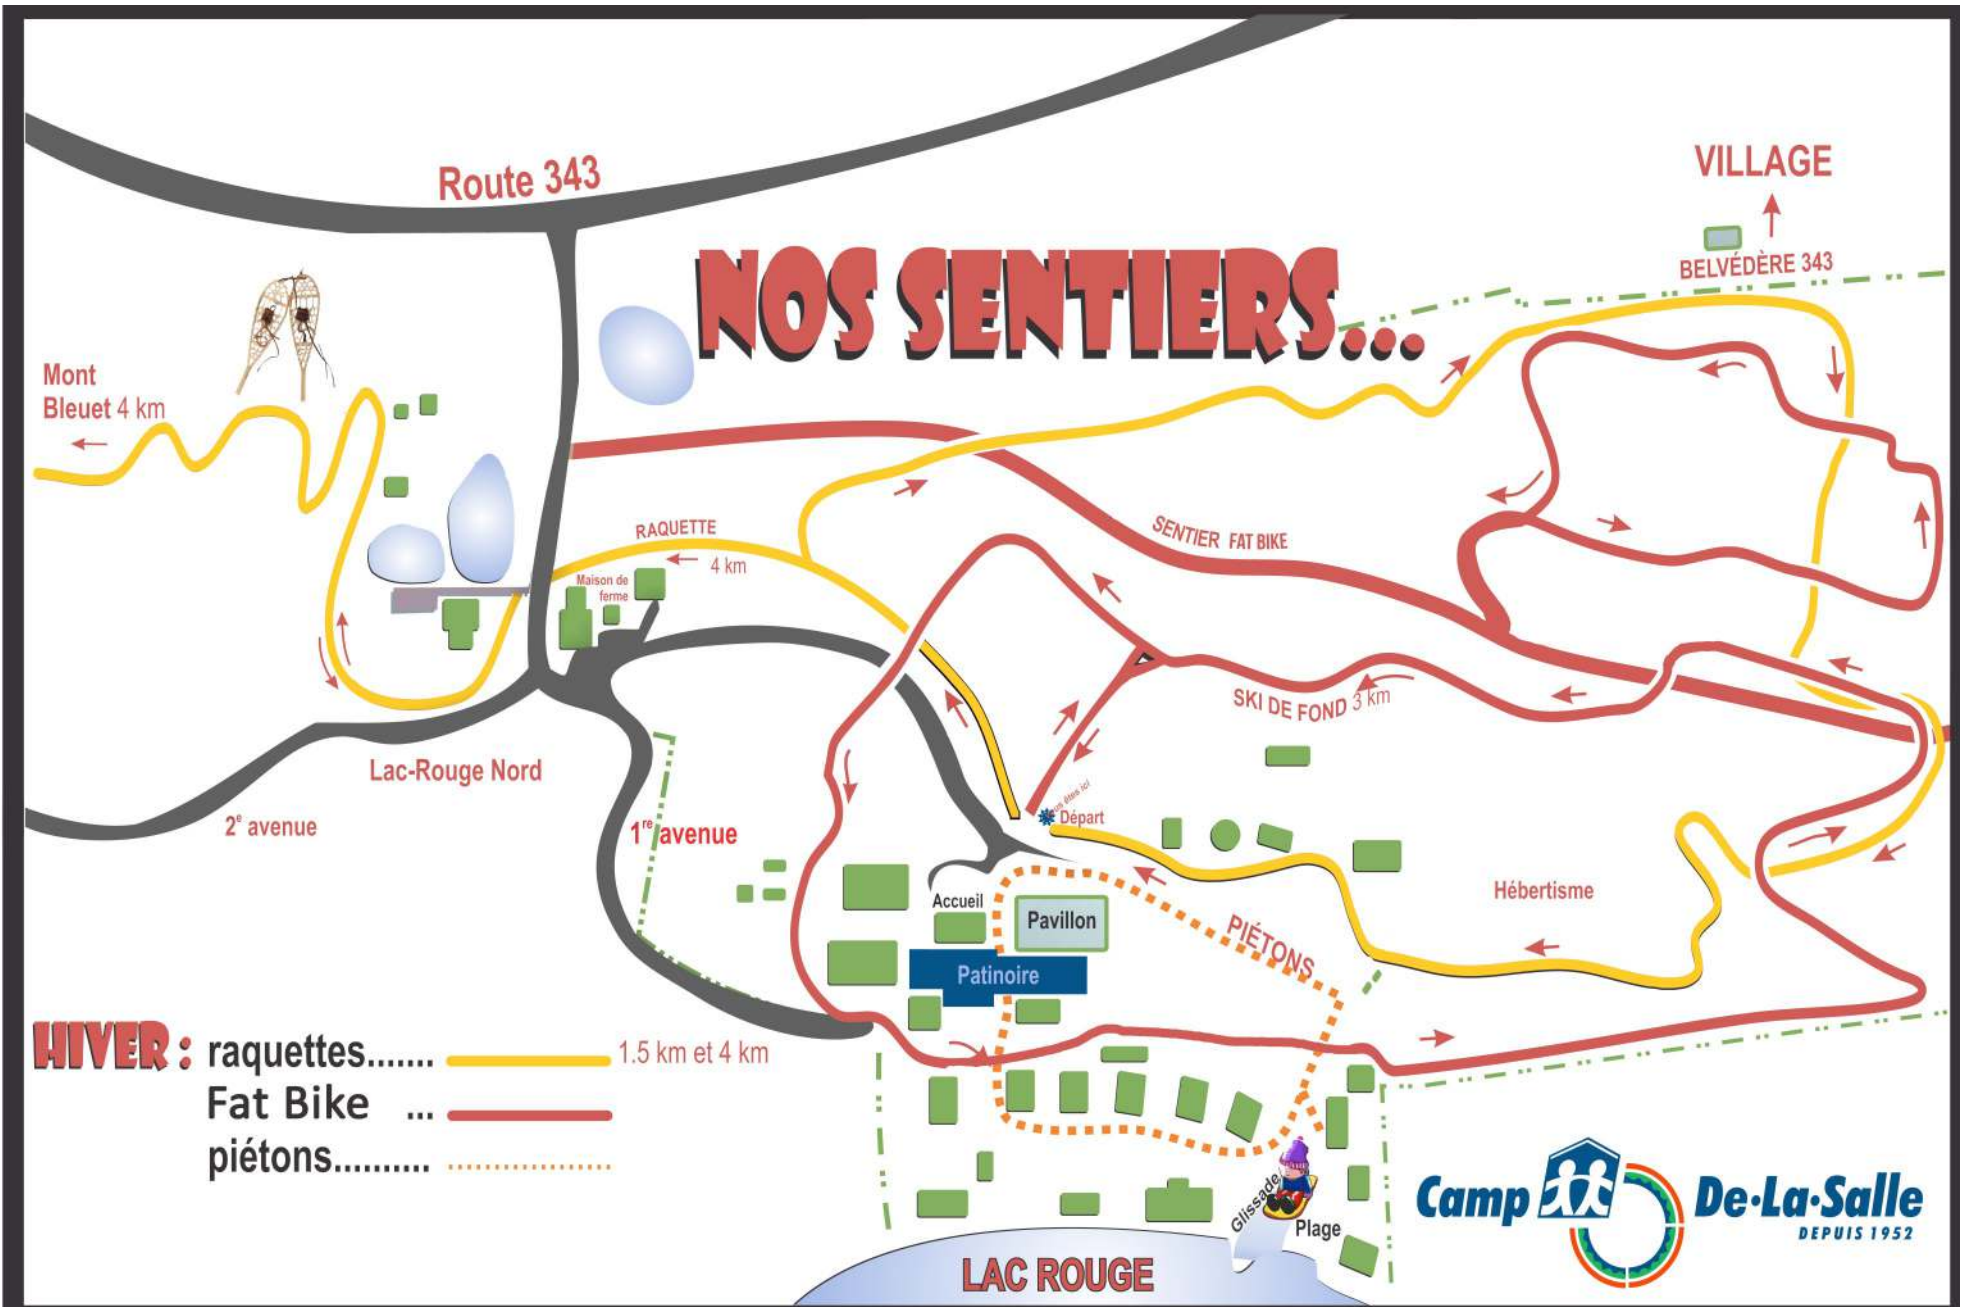 Route 343
VILLAGE
BELVÉDÈRE 343
NOS SENTIERS...
Mont
Bleuet 4 km
RAQUETTE
4 km
SENTIER FAT BIKE
Maison de
ferme
SKI DE FOND 3 km
Lac-Rouge Nord
2e avenue
1re avenue
êtes ici
Départ
Hébertisme
Accueil
Pavillon
PIÉTONS
Patinoire
HIVER :
raquettes....... 1.5 km et 4 km
Fat Bike ...
piétons..........
Glissade
Plage
LAC ROUGE
Camp De-La-Salle
DEPUIS 1952